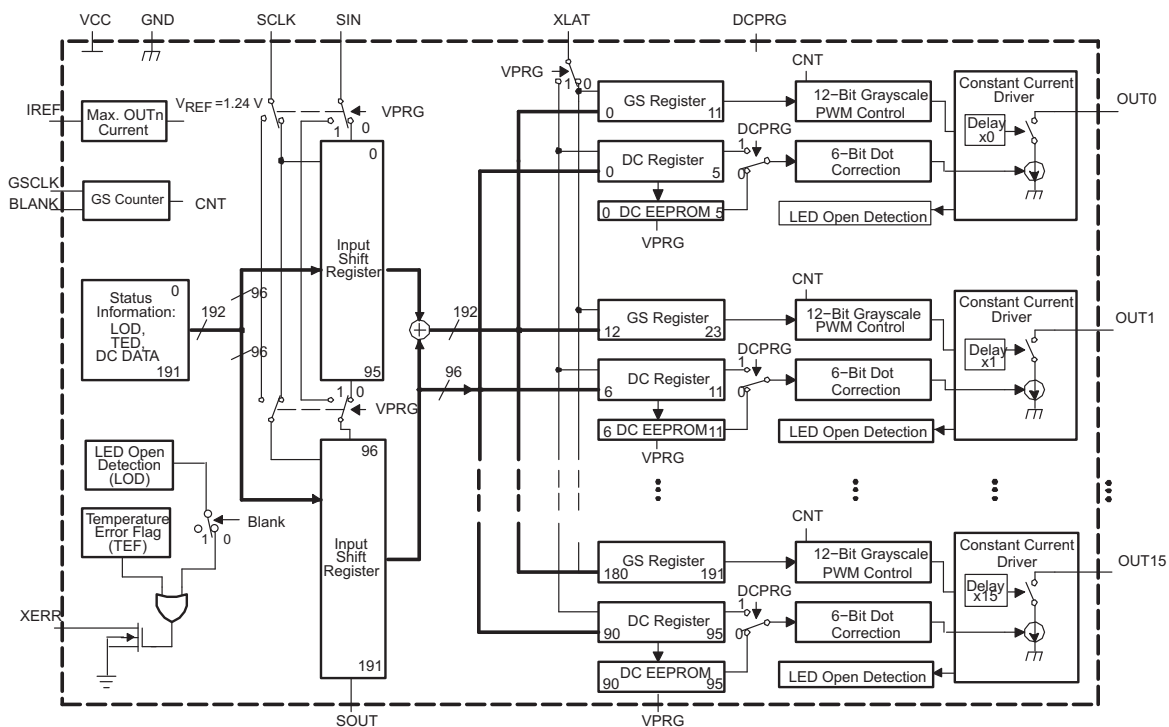 VCC GND SCLK SIN XLAT DCPRG
IREF
Max. OUTn
Current
VREF =1.24 V
VPRG
1 0
GSCLK
BLANK
GS Counter
CNT
0
Status
Information:
LOD,
TED,
DC DATA
191
192
96
96
0
Input
Shift
Register
95
1 0
VPRG
96
Input
Shift
Register
191
SOUT
LED Open
Detection
(LOD)
Temperature
Error Flag
(TEF)
1 0
Blank
XERR
192
96
VPRG
1 0
GS Register
0 11
CNT
12−Bit Grayscale
PWM Control
Constant Current
Driver
Delay
x0
OUT0
DC Register
0 5
DCPRG
1
0
6−Bit Dot
Correction
0 DC EEPROM 5
VPRG
LED Open Detection
GS Register
12 23
CNT
12−Bit Grayscale
PWM Control
Constant Current
Driver
Delay
x1
OUT1
DC Register
6 11
DCPRG
1
0
6−Bit Dot
Correction
6 DC EEPROM 11
VPRG
LED Open Detection
GS Register
180 191
CNT
12−Bit Grayscale
PWM Control
Constant Current
Driver
Delay
x15
OUT15
DC Register
90 95
DCPRG
1
0
6−Bit Dot
Correction
DC EEPROM
90 95
VPRG
LED Open Detection